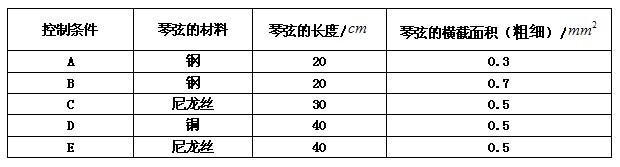 控制条件 琴弦的材料 琴弦的长度/cm 琴弦的横截面积（粗细）/mm²
A 钢 20 0.3
B 钢 20 0.7
C 尼龙丝 30 0.5
D 铜 40 0.5
E 尼龙丝 40 0.5